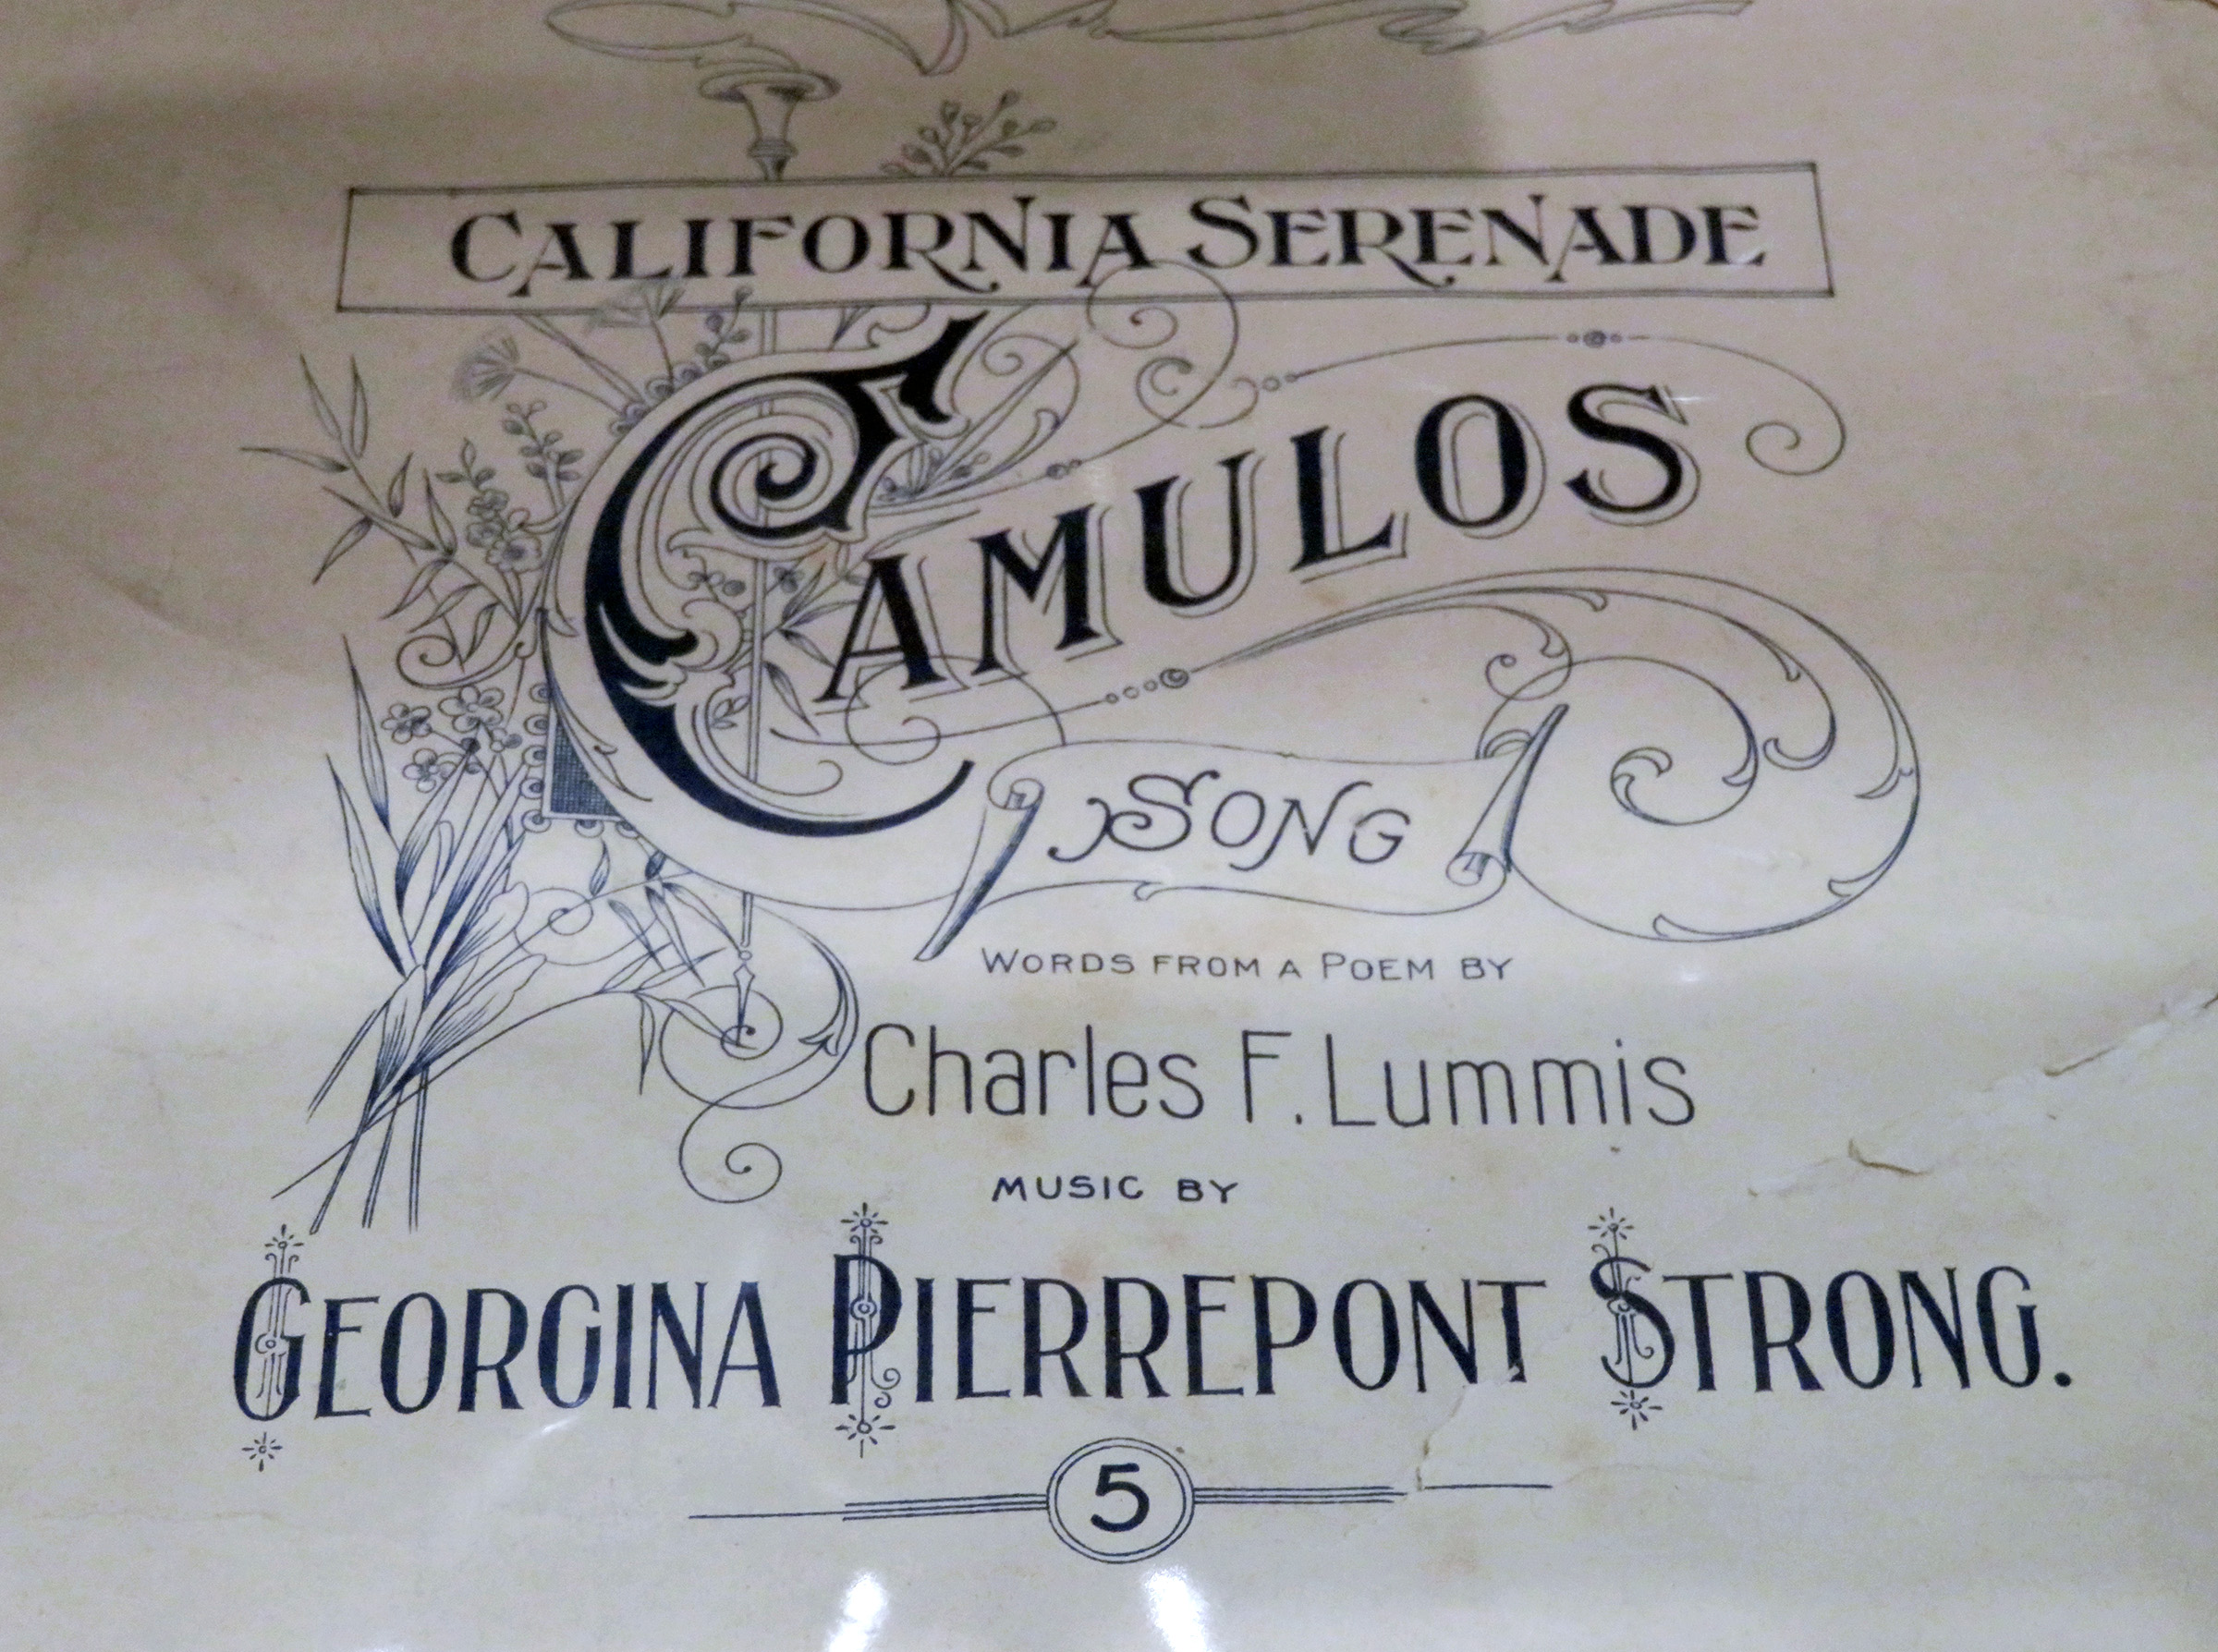 CALIFORNIA SERENADE
CAMULOS
SONG
WORDS FROM A POEM BY
Charles F. Lummis
MUSIC BY
GEORGINA PIERREPONT STRONG.
5